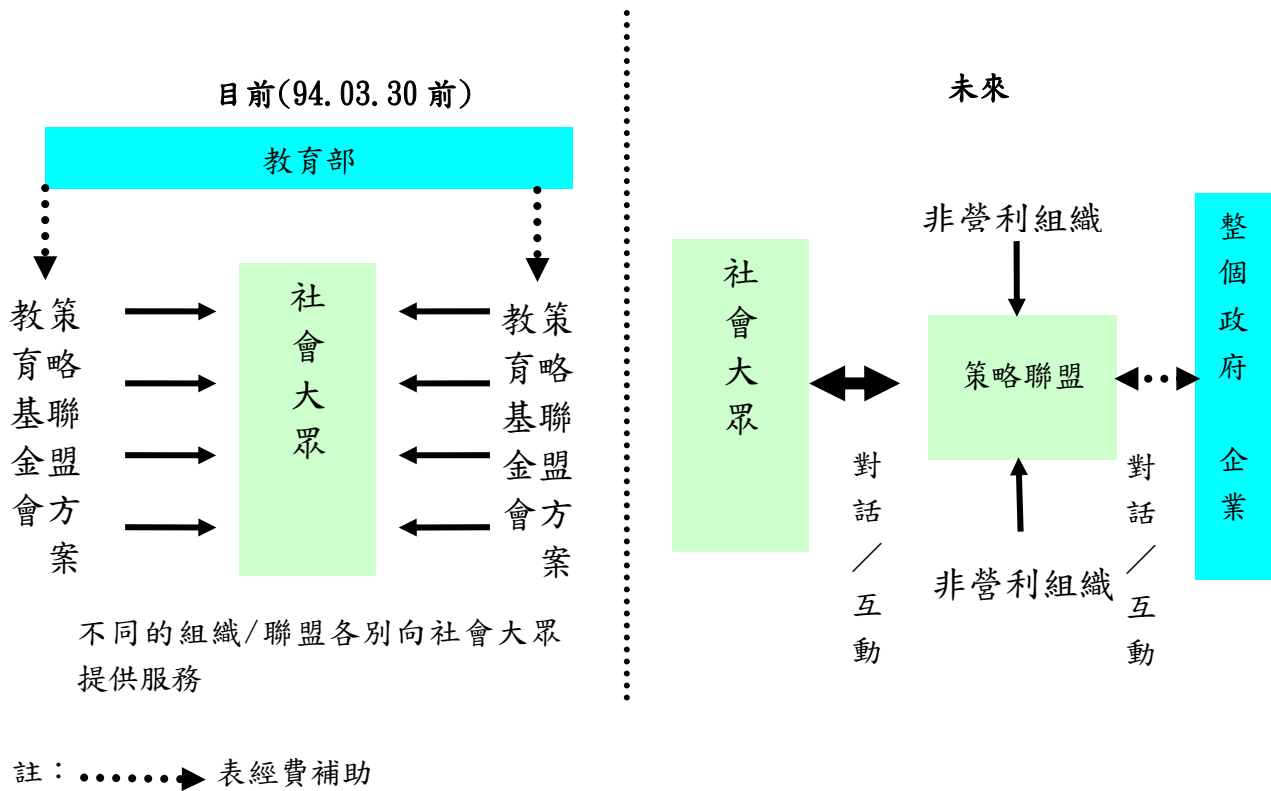 目前(94.03.30前)
教育部
教育基金會
策略聯盟方案
社會大眾
教育基金會
策略聯盟方案
不同的組織/聯盟各別向社會大眾
提供服務
未來
社會大眾
對話／互動
非營利組織
策略聯盟
非營利組織
對話／互動
整個政府 企業
註：表經費補助